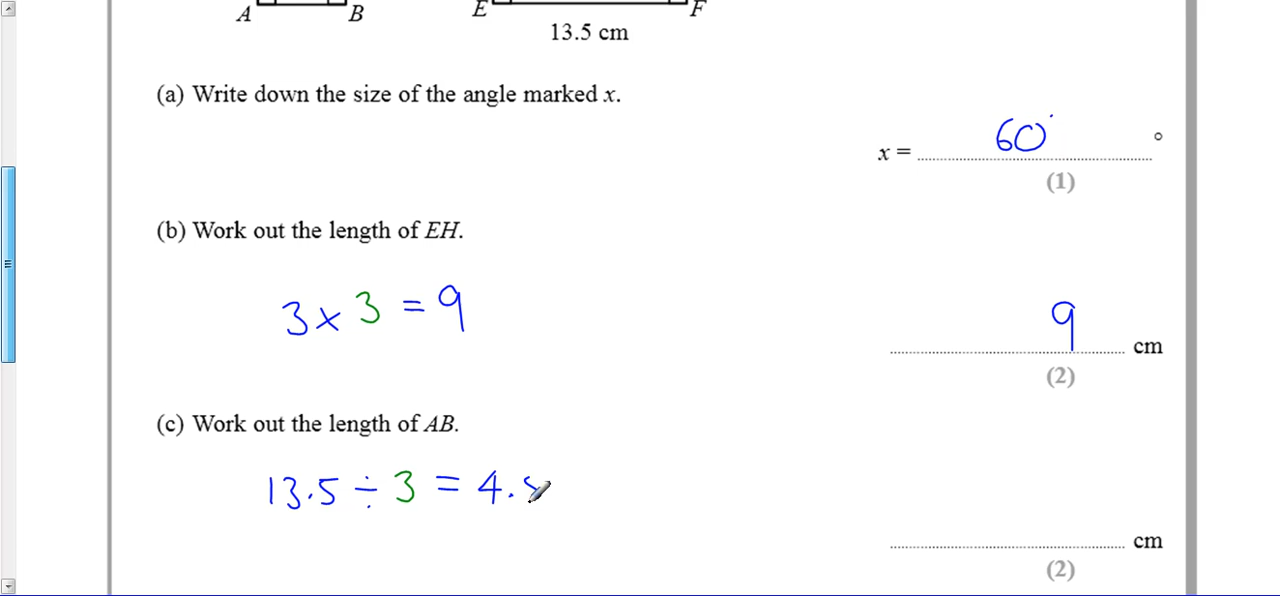 A B E F
13.5 cm
(a) Write down the size of the angle marked x.
x = 60 °
(1)
(b) Work out the length of EH.
3 × 3 = 9
9 cm
(2)
(c) Work out the length of AB.
13.5 ÷ 3 = 4.
cm
(2)